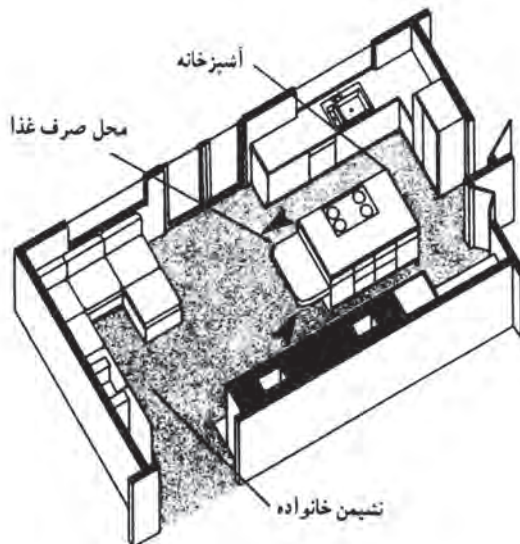 آشپزخانه
محل صرف غذا
نشیمن خانواده